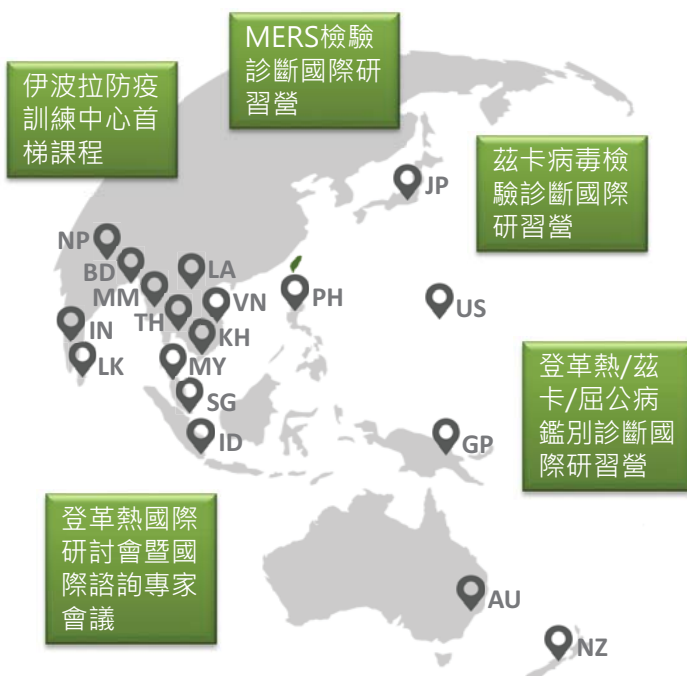 MERS檢驗
診斷國際研
習營
伊波拉防疫
訓練中心首
梯課程
茲卡病毒檢
驗診斷國際
研習營
JP
NP
BD
LA
MM
VN
PH
US
TH
IN
KH
LK
MY
SG
ID
GP
登革熱/茲
卡/屈公病
鑑別診斷國
際研習營
登革熱國際
研討會暨國
際諮詢專家
會議
AU
NZ